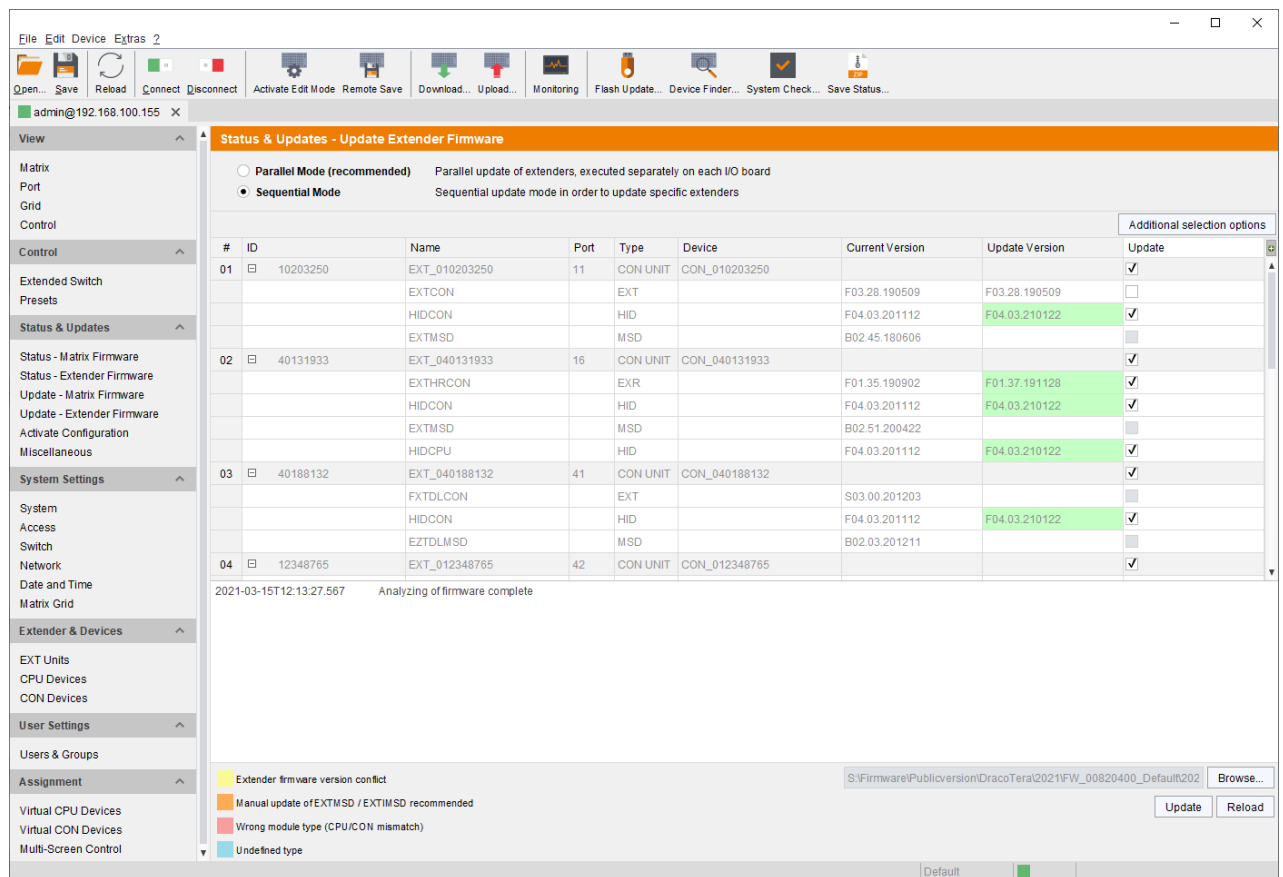 File Edit Device Extras ?
Open... Save Reload Connect Disconnect Activate Edit Mode Remote Save Download... Upload... Monitoring Flash Update... Device Finder... System Check... Save Status...
ZIP
admin@192.168.100.155
View
Matrix
Port
Grid
Control
Control
Extended Switch
Presets
Status & Updates
Status - Matrix Firmware
Status - Extender Firmware
Update - Matrix Firmware
Update - Extender Firmware
Activate Configuration
Miscellaneous
System Settings
System
Access
Switch
Network
Date and Time
Matrix Grid
Extender & Devices
EXT Units
CPU Devices
CON Devices
User Settings
Users & Groups
Assignment
Virtual CPU Devices
Virtual CON Devices
Multi-Screen Control
Status & Updates - Update Extender Firmware
Parallel Mode (recommended) Parallel update of extenders, executed separately on each I/O board
Sequential Mode Sequential update mode in order to update specific extenders
Additional selection options
# ID Name Port Type Device Current Version Update Version Update
01 10203250 EXT_010203250 11 CON UNIT CON_010203250
EXTCON EXT F03.28.190509 F03.28.190509
HIDCON HID F04.03.201112 F04.03.210122
EXTMSD MSD B02.45.180606
02 40131933 EXT_040131933 16 CON UNIT CON_040131933
EXTHRCON EXR F01.35.190902 F01.37.191128
HIDCON HID F04.03.201112 F04.03.210122
EXTMSD MSD B02.51.200422
HIDCPU HID F04.03.201112 F04.03.210122
03 40188132 EXT_040188132 41 CON UNIT CON_040188132
FXTDLCON EXT S03.00.201203
HIDCON HID F04.03.201112 F04.03.210122
EZTDLMSD MSD B02.03.201211
04 12348765 EXT_012348765 42 CON UNIT CON_012348765
2021-03-15T12:13:27.567 Analyzing of firmware complete
Extender firmware version conflict
Manual update of EXTMSD / EXTIMSD recommended
Wrong module type (CPU/CON mismatch)
Undefined type
S:\Firmware\Publicversion\DracoTera\2021\FW_00820400_Default\202 Browse...
Update Reload
Default